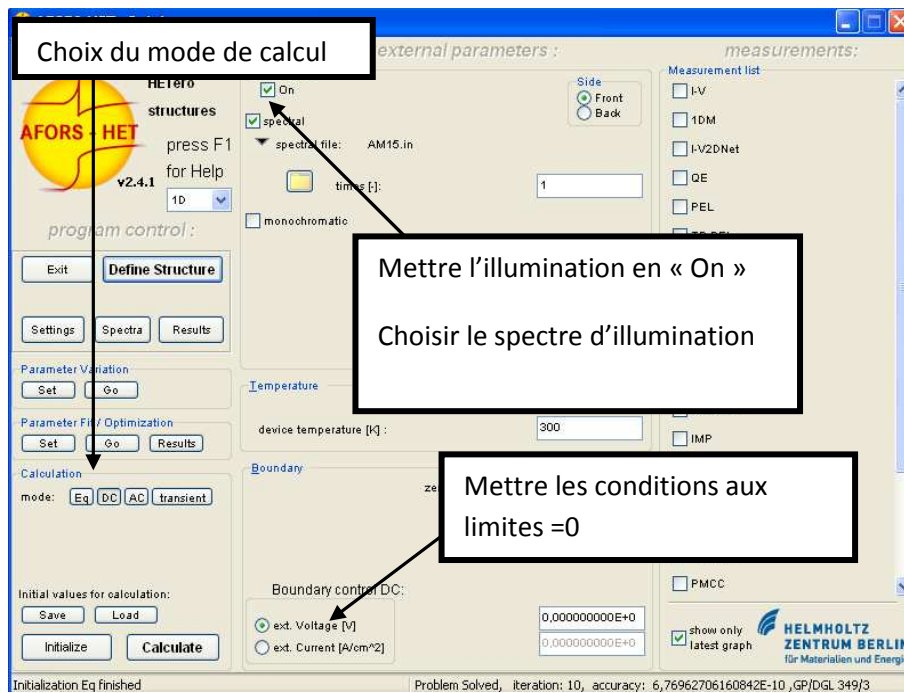 Choix du mode de calcul
external parameters :
measurements:
HETero
structures
AFORS - HET
press F1
for Help
v2.4.1
1D
program control :
Exit
Define Structure
Settings
Spectra
Results
Parameter Variation
Set
Go
Parameter Fit / Optimization
Set
Go
Results
Calculation
mode:
Eq
DC
AC
transient
Initial values for calculation:
Save
Load
Initialize
Calculate
On
Side
Front
Back
spectral
spectral file: AM15.in
times [-]:
1
monochromatic
Mettre l’illumination en « On »
Choisir le spectre d’illumination
Temperature
device temperature [K] :
300
Boundary
Mettre les conditions aux
limites =0
Boundary control DC:
ext. Voltage [V]
0,000000000E+0
ext. Current [A/cm^2]
0,000000000E+0
Measurement list
I-V
1DM
I-V2DNet
QE
PEL
IMP
PMCC
show only
latest graph
HELMHOLTZ
ZENTRUM BERLIN
für Materialien und Energi
Initialization Eq finished
Problem Solved, iteration: 10, accuracy: 6,76962706160842E-10 ,GP/DGL 349/3